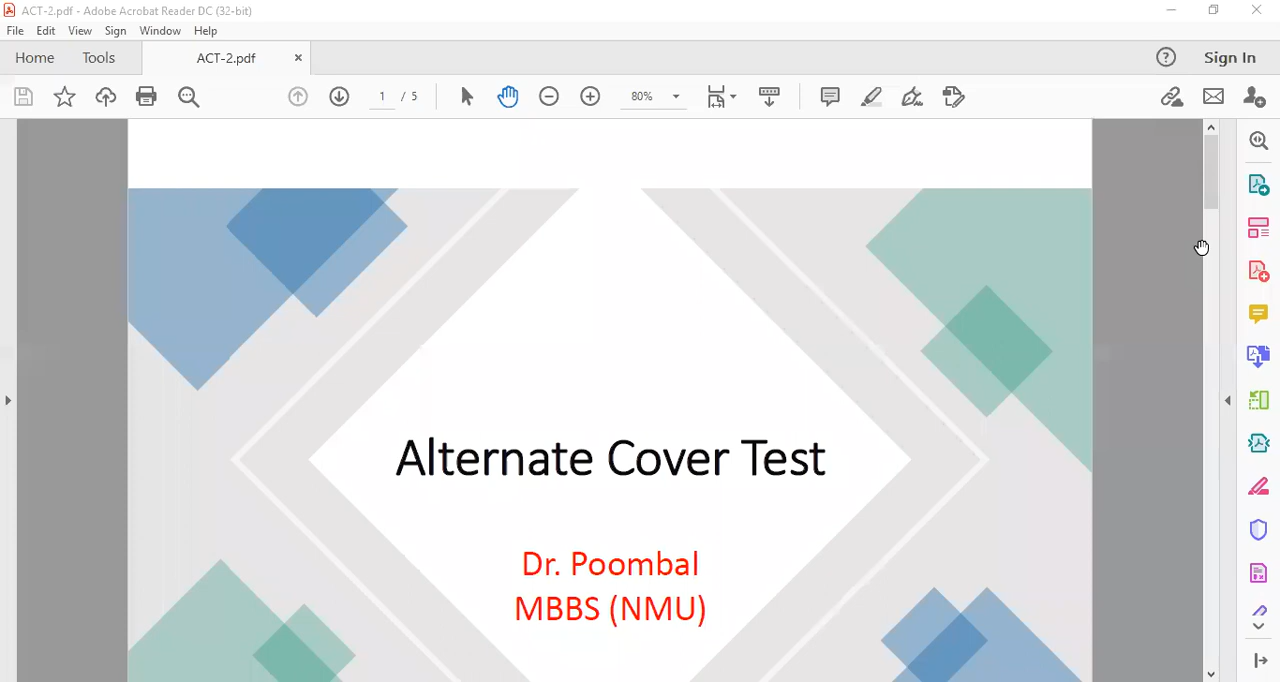 ACT-2.pdf - Adobe Acrobat Reader DC (32-bit)
File Edit View Sign Window Help
Home Tools ACT-2.pdf × ? Sign In
1 / 5 80%
Alternate Cover Test
Dr. Poombal
MBBS (NMU)